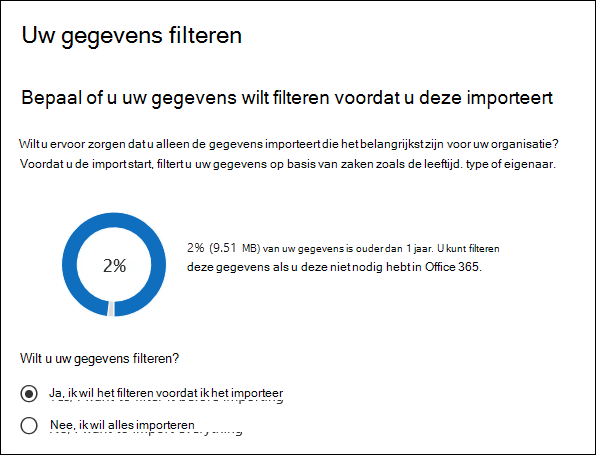 Uw gegevens filteren
Bepaal of u uw gegevens wilt filteren voordat u deze importeert
Wilt u ervoor zorgen dat u alleen de gegevens importeert die het belangrijkst zijn voor uw organisatie?
Voordat u de import start, filtert u uw gegevens op basis van zaken zoals de leeftijd. type of eigenaar.
2%
2% (9.51 MB) van uw gegevens is ouder dan 1 jaar. U kunt filteren
deze gegevens als u deze niet nodig hebt in Office 365.
Wilt u uw gegevens filteren?
Ja, ik wil het filteren voordat ik het importeer
Nee, ik wil alles importeren